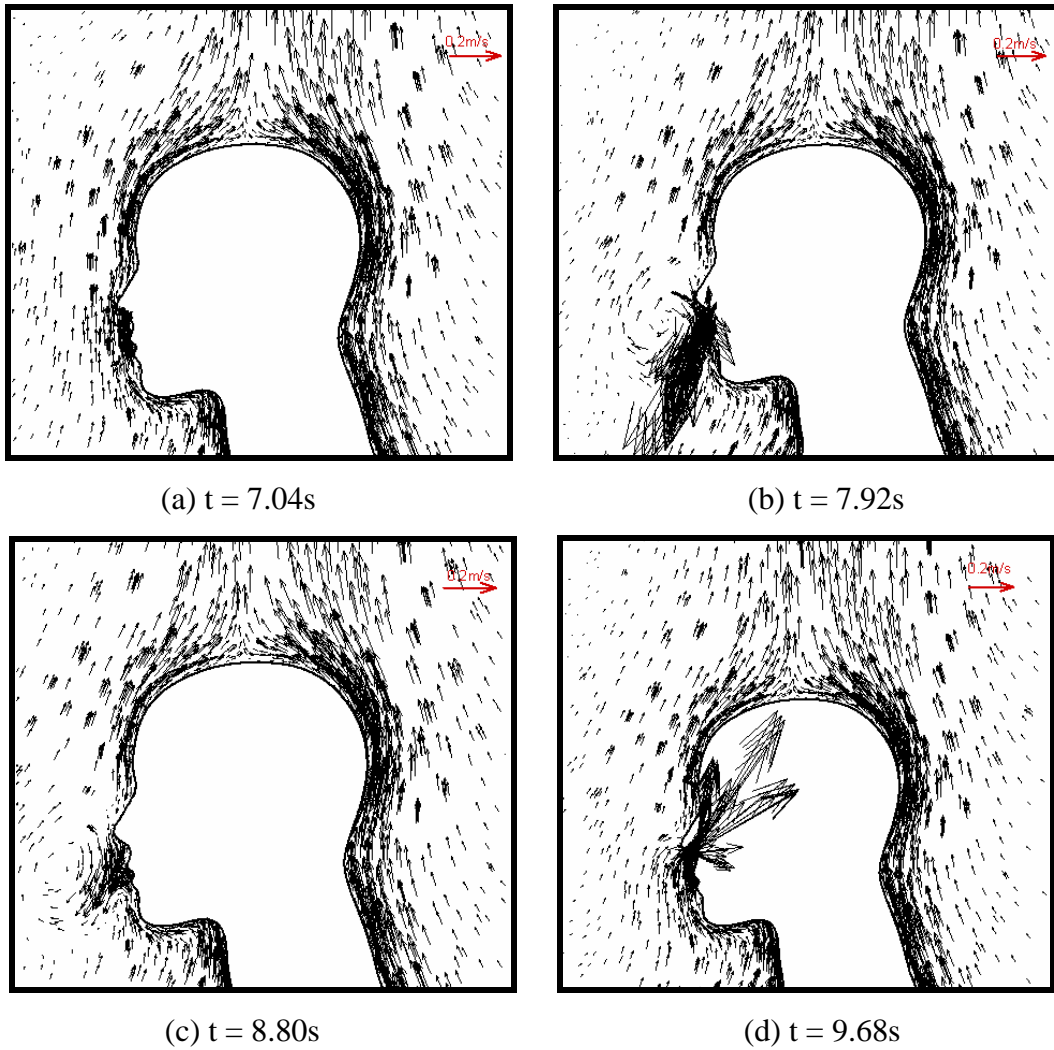 0.2m/s
0.2m/s
(a) t = 7.04s
(b) t = 7.92s
0.2m/s
0.2m/s
(c) t = 8.80s
(d) t = 9.68s